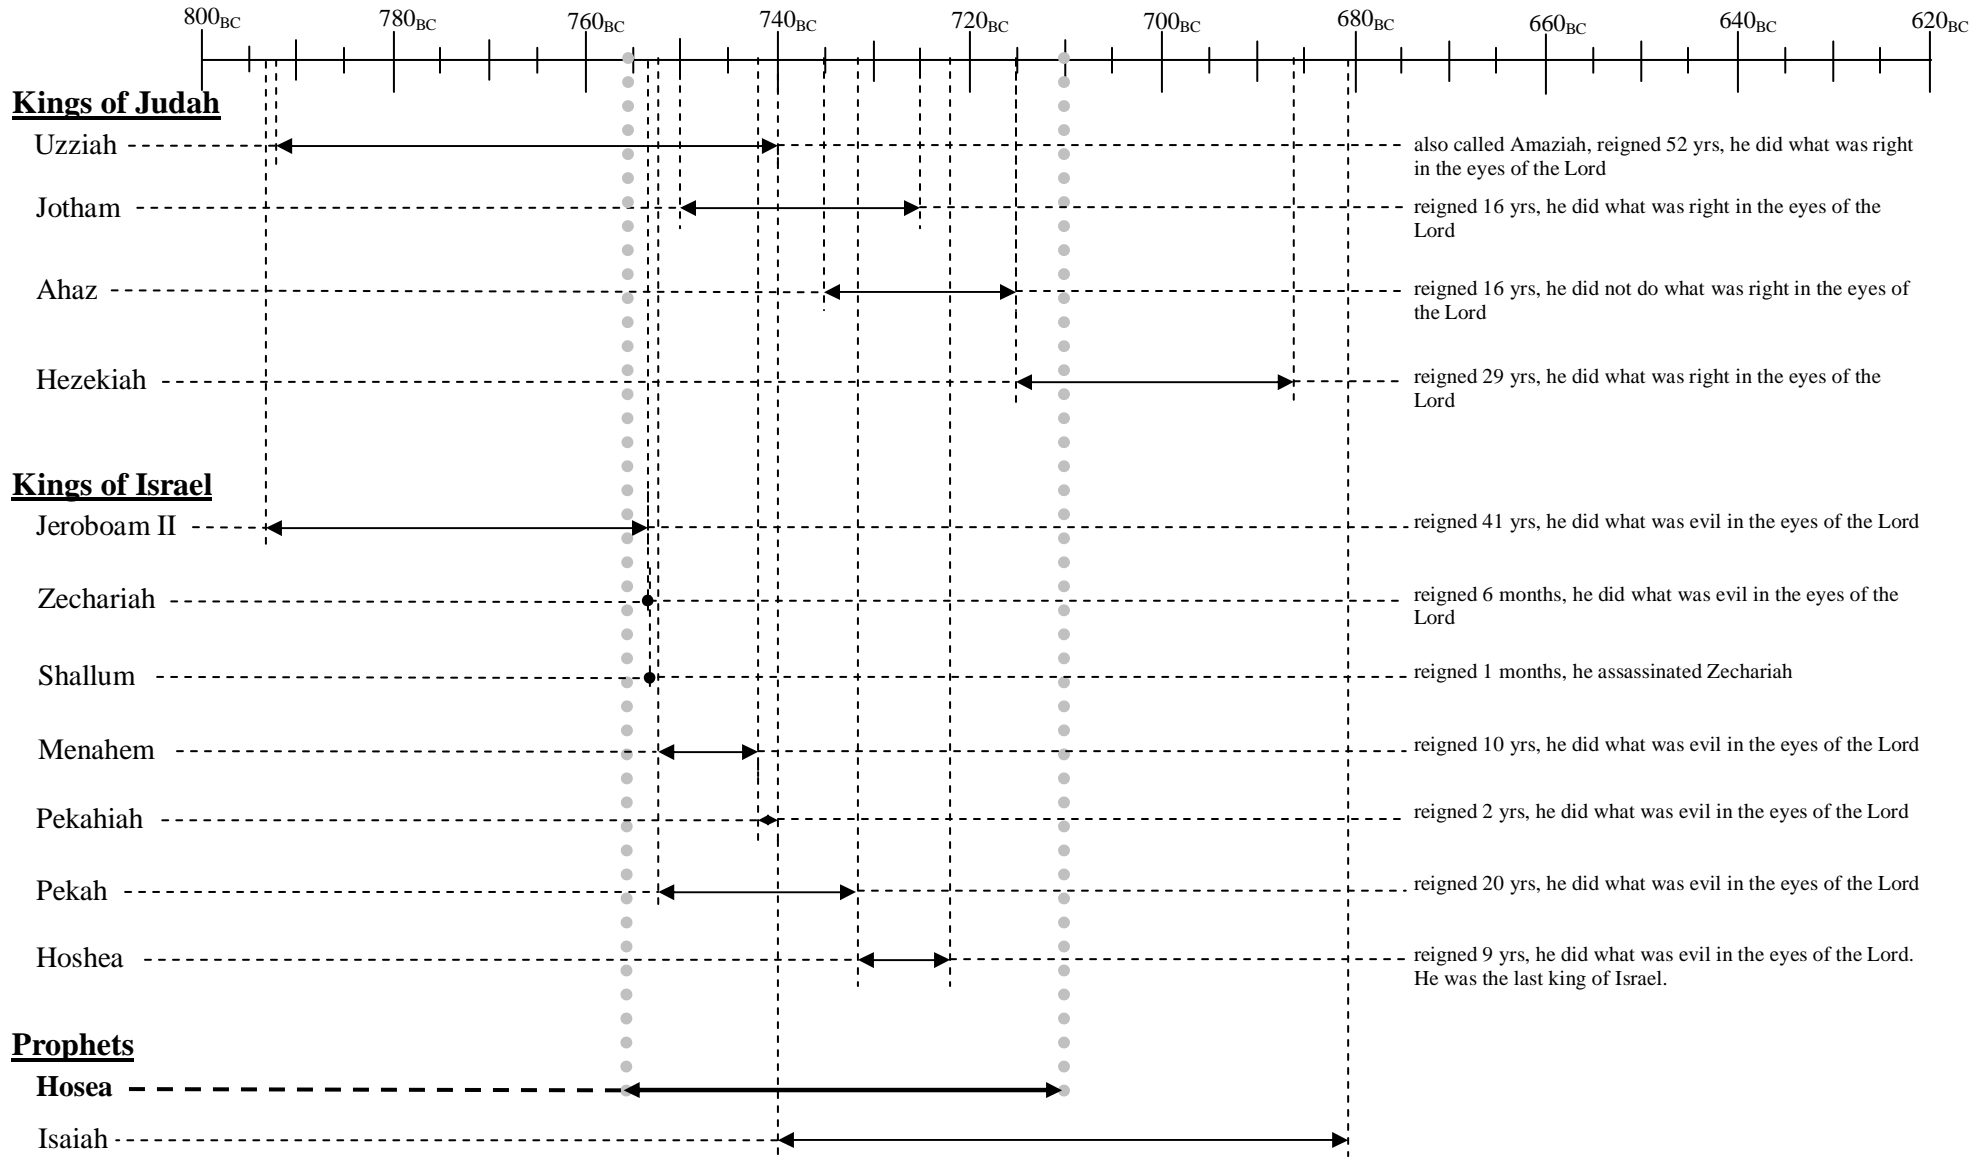 800BC 780BC 760BC 740BC 720BC 700BC 680BC 660BC 640BC 620BC
Kings of Judah
Uzziah also called Amaziah, reigned 52 yrs, he did what was right
in the eyes of the Lord
Jotham reigned 16 yrs, he did what was right in the eyes of the
Lord
Ahaz reigned 16 yrs, he did not do what was right in the eyes of
the Lord
Hezekiah reigned 29 yrs, he did what was right in the eyes of the
Lord
Kings of Israel
Jeroboam II reigned 41 yrs, he did what was evil in the eyes of the Lord
Zechariah reigned 6 months, he did what was evil in the eyes of the
Lord
Shallum reigned 1 months, he assassinated Zechariah
Menahem reigned 10 yrs, he did what was evil in the eyes of the Lord
Pekahiah reigned 2 yrs, he did what was evil in the eyes of the Lord
Pekah reigned 20 yrs, he did what was evil in the eyes of the Lord
Hoshea reigned 9 yrs, he did what was evil in the eyes of the Lord.
He was the last king of Israel.
Prophets
Hosea
Isaiah